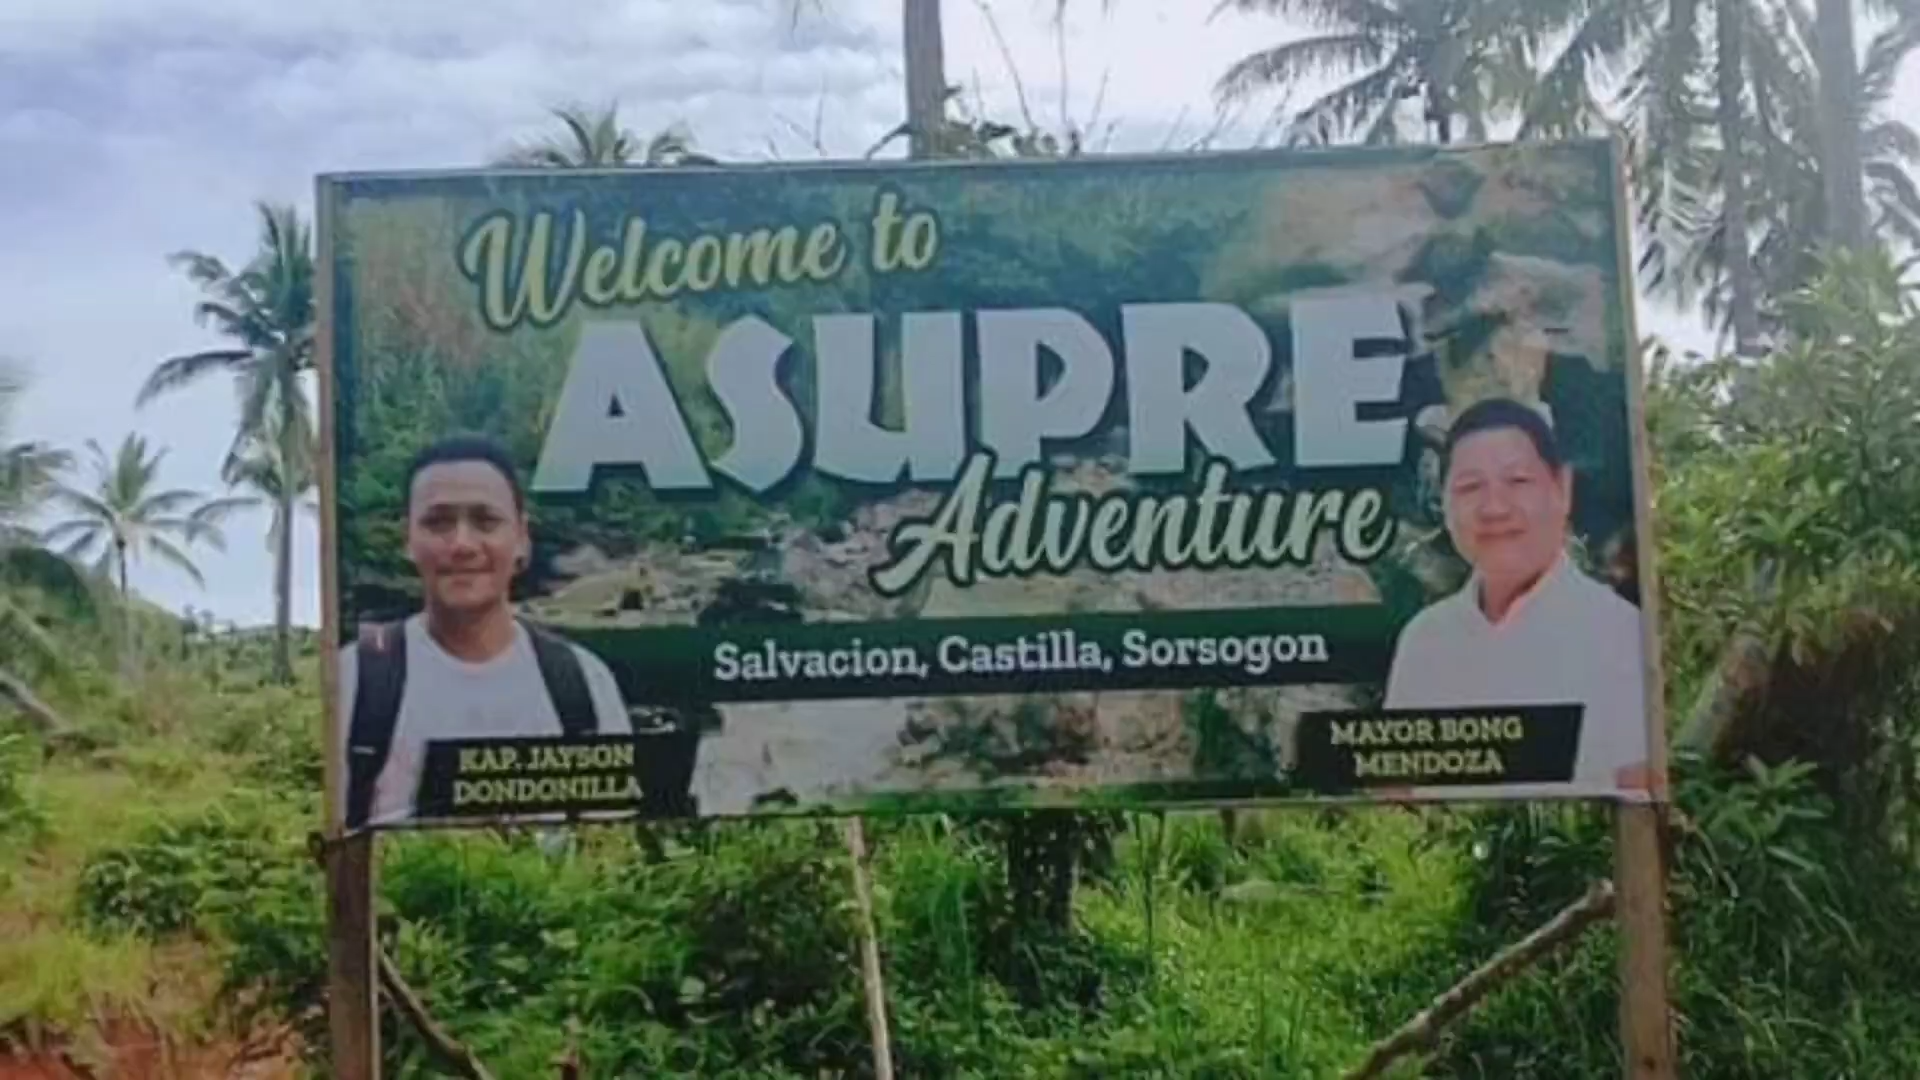 Welcome to
ASUPRE
Adventure
Salvacion, Castilla, Sorsogon
KAP. JAYSON
DONDONILLA
MAYOR BONG
MENDOZA